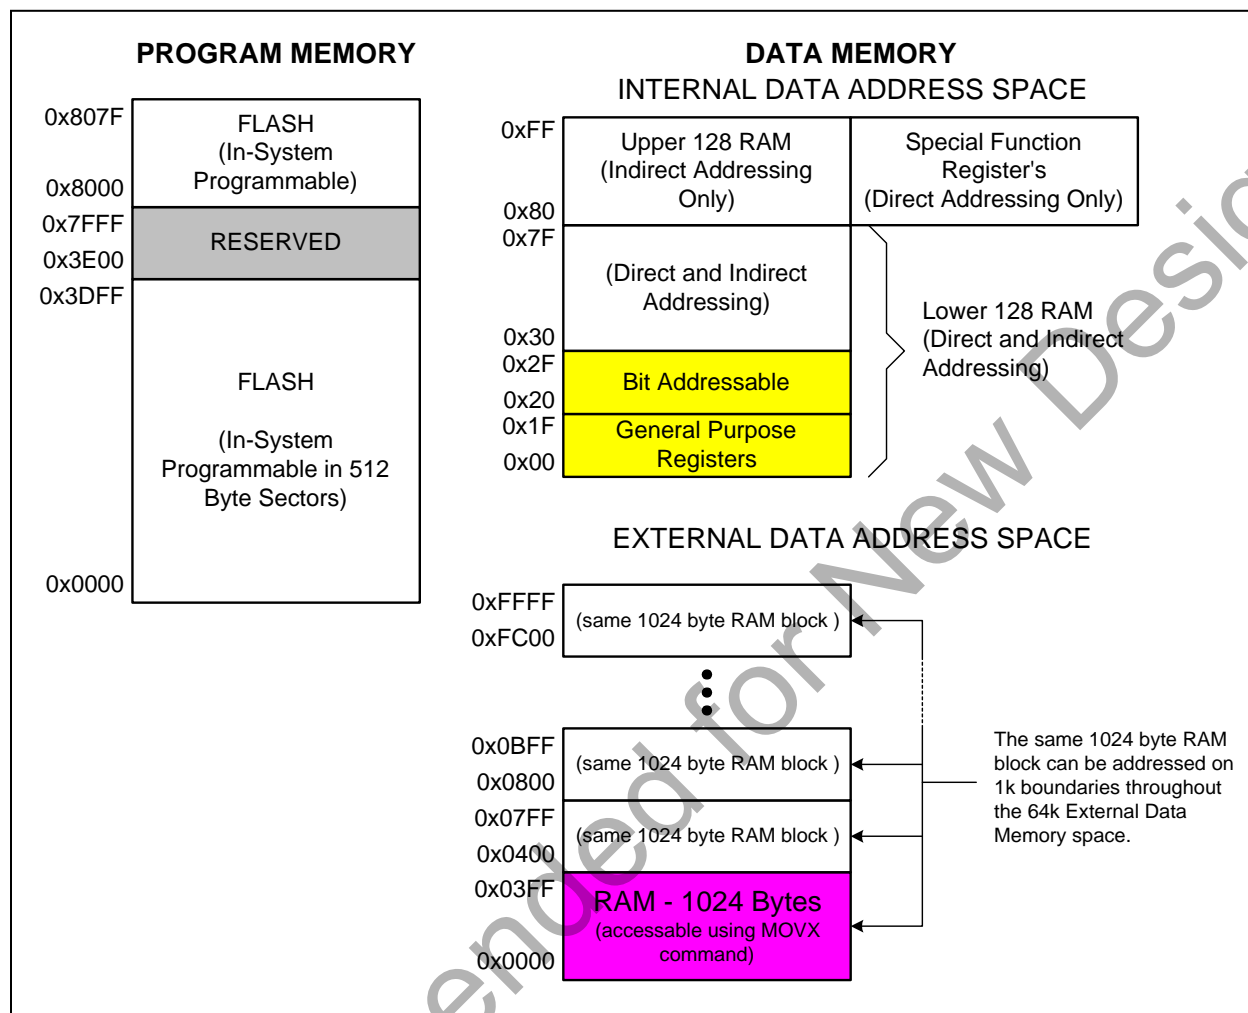 PROGRAM MEMORY
0x807F
FLASH
(In-System
Programmable)
0x8000
0x7FFF
RESERVED
0x3E00
0x3DFF
FLASH
(In-System
Programmable in 512
Byte Sectors)
0x0000
DATA MEMORY
INTERNAL DATA ADDRESS SPACE
0xFF
Upper 128 RAM
(Indirect Addressing
Only)
0x80
Special Function
Register's
(Direct Addressing Only)
0x7F
(Direct and Indirect
Addressing)
0x30
0x2F
Bit Addressable
0x20
0x1F
General Purpose
Registers
0x00
Lower 128 RAM
(Direct and Indirect
Addressing)
EXTERNAL DATA ADDRESS SPACE
0xFFFF
(same 1024 byte RAM block )
0xFC00
0x0BFF
(same 1024 byte RAM block )
0x0800
0x07FF
(same 1024 byte RAM block )
0x0400
0x03FF
RAM - 1024 Bytes
(accessable using MOVX
command)
0x0000
The same 1024 byte RAM
block can be addressed on
1k boundaries throughout
the 64k External Data
Memory space.
ended for New Desig